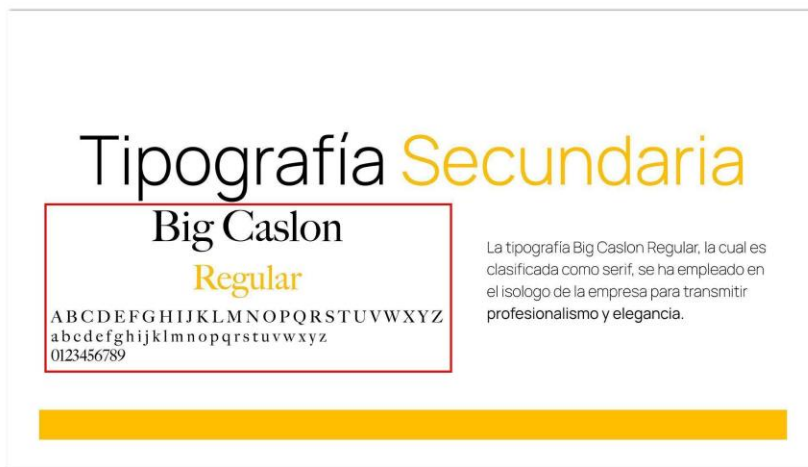 Tipografía Secundaria
Big Caslon
Regular
ABCDEFGHIJKLMNOPQRSTUVWXYZ
abcdefghijklmnopqrstuvwxyz
0123456789
La tipografía Big Caslon Regular, la cual es
clasificada como serif, se ha empleado en
el isologo de la empresa para transmitir
profesionalismo y elegancia.